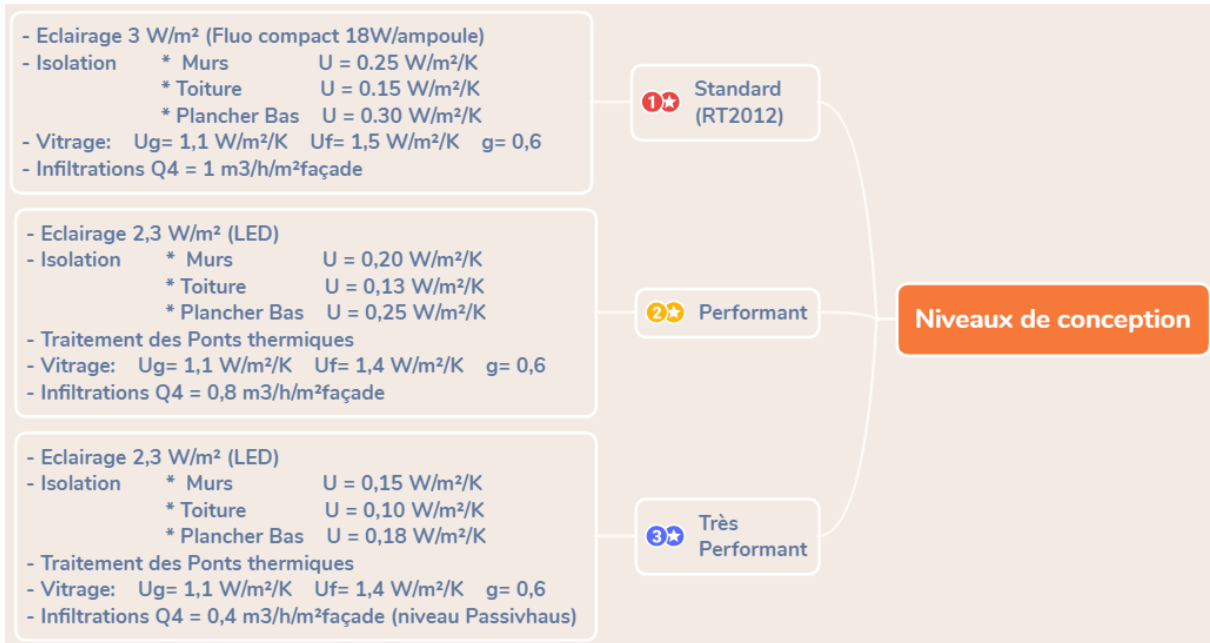 - Eclairage 3 W/m² (Fluo compact 18W/ampoule)
- Isolation * Murs U = 0.25 W/m²/K
* Toiture U = 0.15 W/m²/K
* Plancher Bas U = 0.30 W/m²/K
- Vitrage: Ug= 1,1 W/m²/K Uf= 1,5 W/m²/K g= 0,6
- Infiltrations Q4 = 1 m3/h/m²façade
1 Standard
(RT2012)
- Eclairage 2,3 W/m² (LED)
- Isolation * Murs U = 0,20 W/m²/K
* Toiture U = 0,13 W/m²/K
* Plancher Bas U = 0,25 W/m²/K
- Traitement des Ponts thermiques
- Vitrage: Ug= 1,1 W/m²/K Uf= 1,4 W/m²/K g= 0,6
- Infiltrations Q4 = 0,8 m3/h/m²façade
2 Performant
Niveaux de conception
- Eclairage 2,3 W/m² (LED)
- Isolation * Murs U = 0,15 W/m²/K
* Toiture U = 0,10 W/m²/K
* Plancher Bas U = 0,18 W/m²/K
- Traitement des Ponts thermiques
- Vitrage: Ug= 1,1 W/m²/K Uf= 1,4 W/m²/K g= 0,6
- Infiltrations Q4 = 0,4 m3/h/m²façade (niveau Passivhaus)
3 Très
Performant